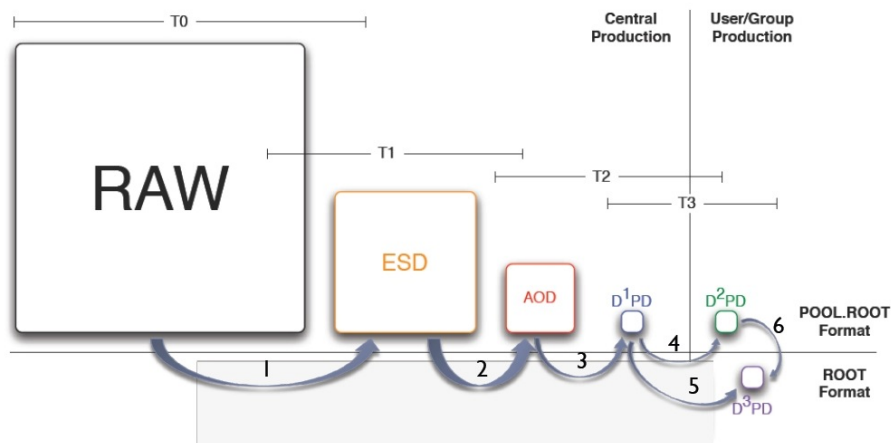 T0
Central
Production
User/Group
Production
RAW
T1
T2
T3
ESD
AOD
D¹PD
D²PD
POOL.ROOT
Format
1
2
3
4
5
6
ROOT
Format
D³PD